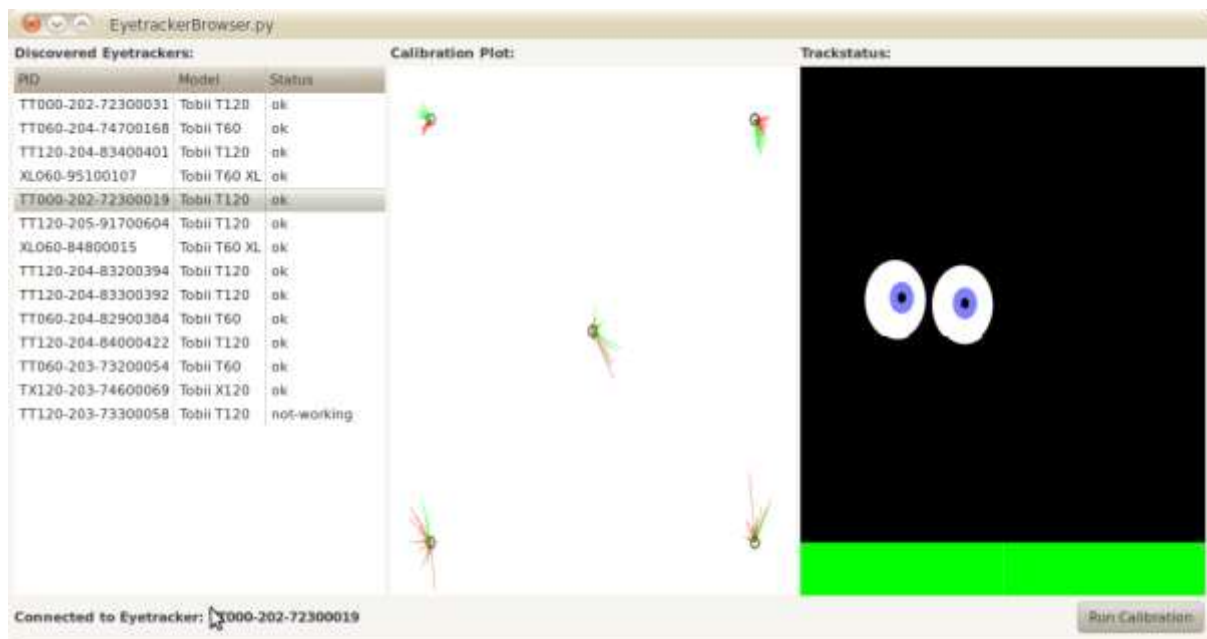 EyetrackerBrowser.py
Discovered Eyetrackers: Calibration Plot: Trackstatus:
PID Model Status
TT000-202-72300031 Tobii T120 ok
TT060-204-74700168 Tobii T60 ok
TT120-204-83400401 Tobii T120 ok
XL060-95100107 Tobii T60 XL ok
TT000-202-72300019 Tobii T120 ok
TT120-205-91700604 Tobii T120 ok
XL060-84800015 Tobii T60 XL ok
TT120-204-83200394 Tobii T120 ok
TT120-204-83300392 Tobii T120 ok
TT060-204-82900384 Tobii T60 ok
TT120-204-84000422 Tobii T120 ok
TT060-203-73200054 Tobii T60 ok
TX120-203-74600069 Tobii X120 ok
TT120-203-73300058 Tobii T120 not-working
Connected to Eyetracker: TT000-202-72300019 Run Calibration